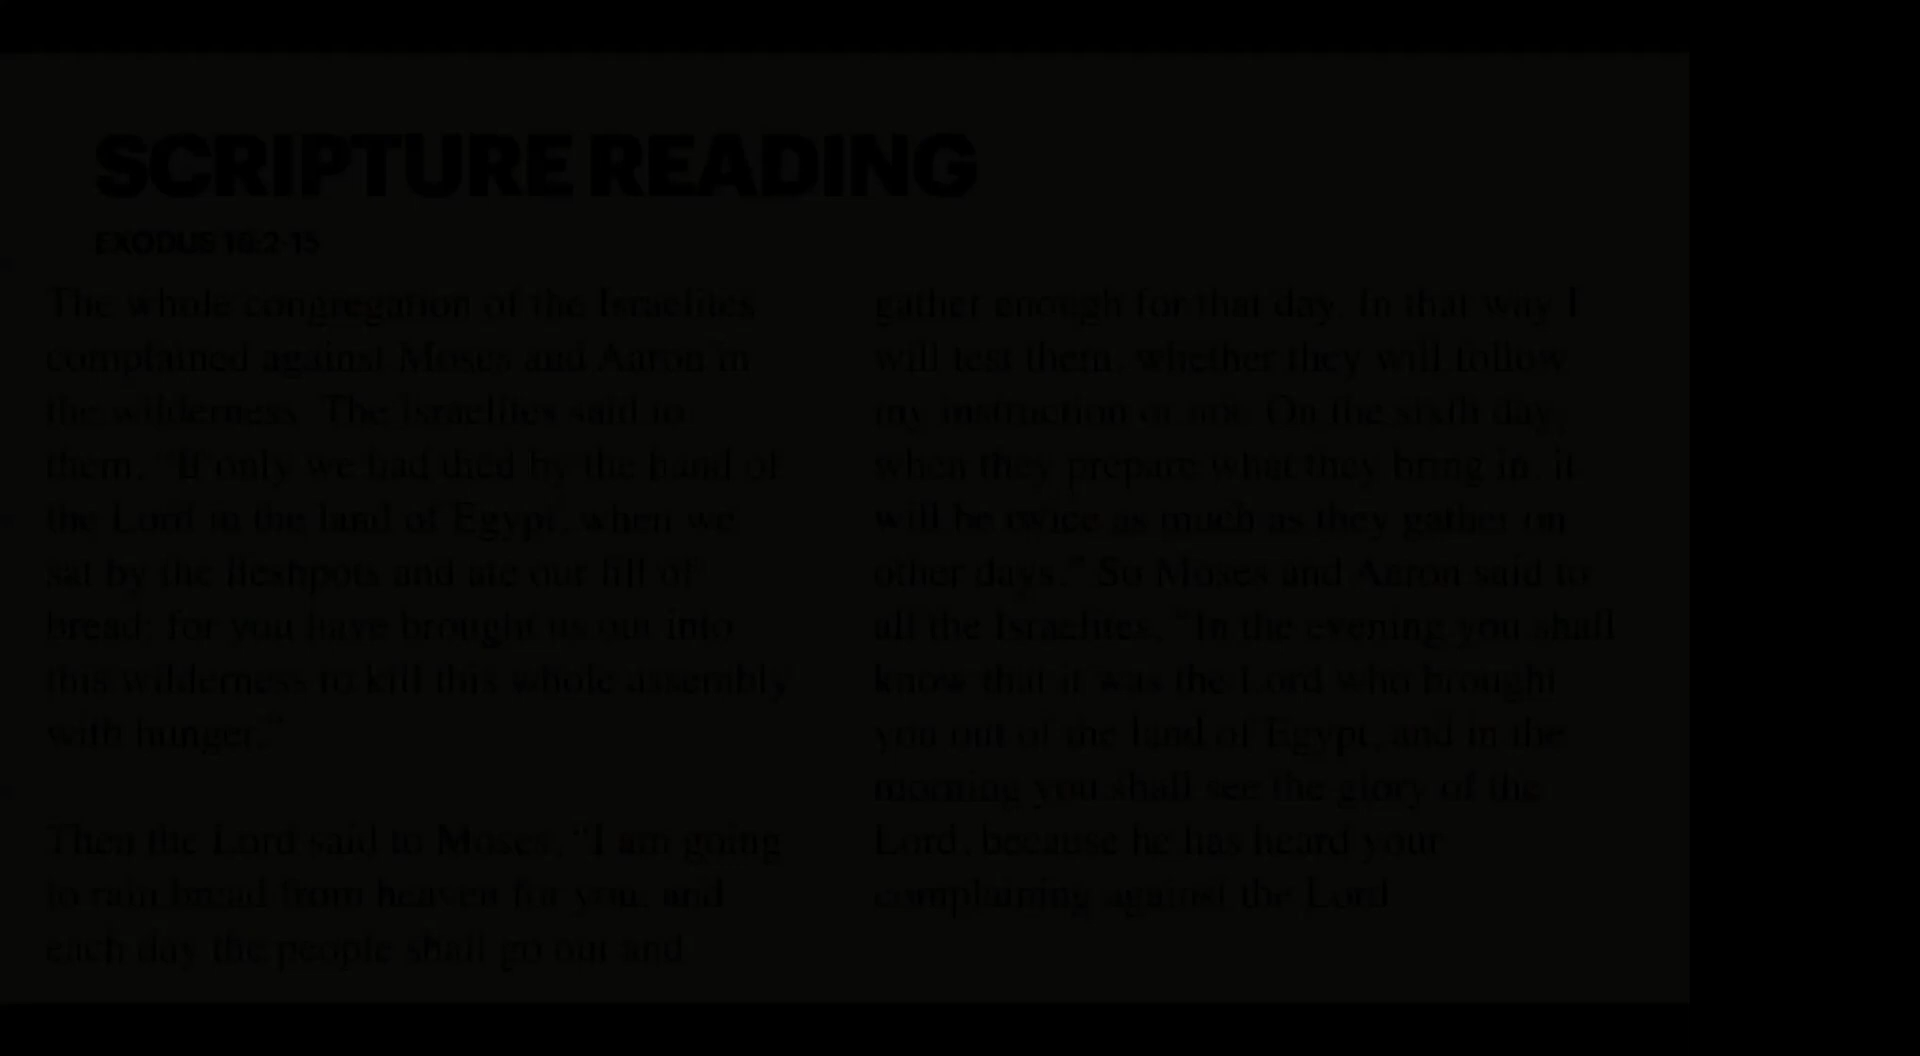 SCRIPTURE READING
EXODUS 16:2-15
The whole congregation of the Israelites
complained against Moses and Aaron in
the wilderness. The Israelites said to
them, “If only we had died by the hand of
the Lord in the land of Egypt, when we
sat by the fleshpots and ate our fill of
bread; for you have brought us out into
this wilderness to kill this whole assembly
with hunger.”
Then the Lord said to Moses, “I am going
to rain bread from heaven for you, and
each day the people shall go out and
gather enough for that day. In that way I
will test them, whether they will follow
my instruction or not. On the sixth day,
when they prepare what they bring in, it
will be twice as much as they gather on
other days.” So Moses and Aaron said to
all the Israelites, “In the evening you shall
know that it was the Lord who brought
you out of the land of Egypt, and in the
morning you shall see the glory of the
Lord, because he has heard your
complaining against the Lord